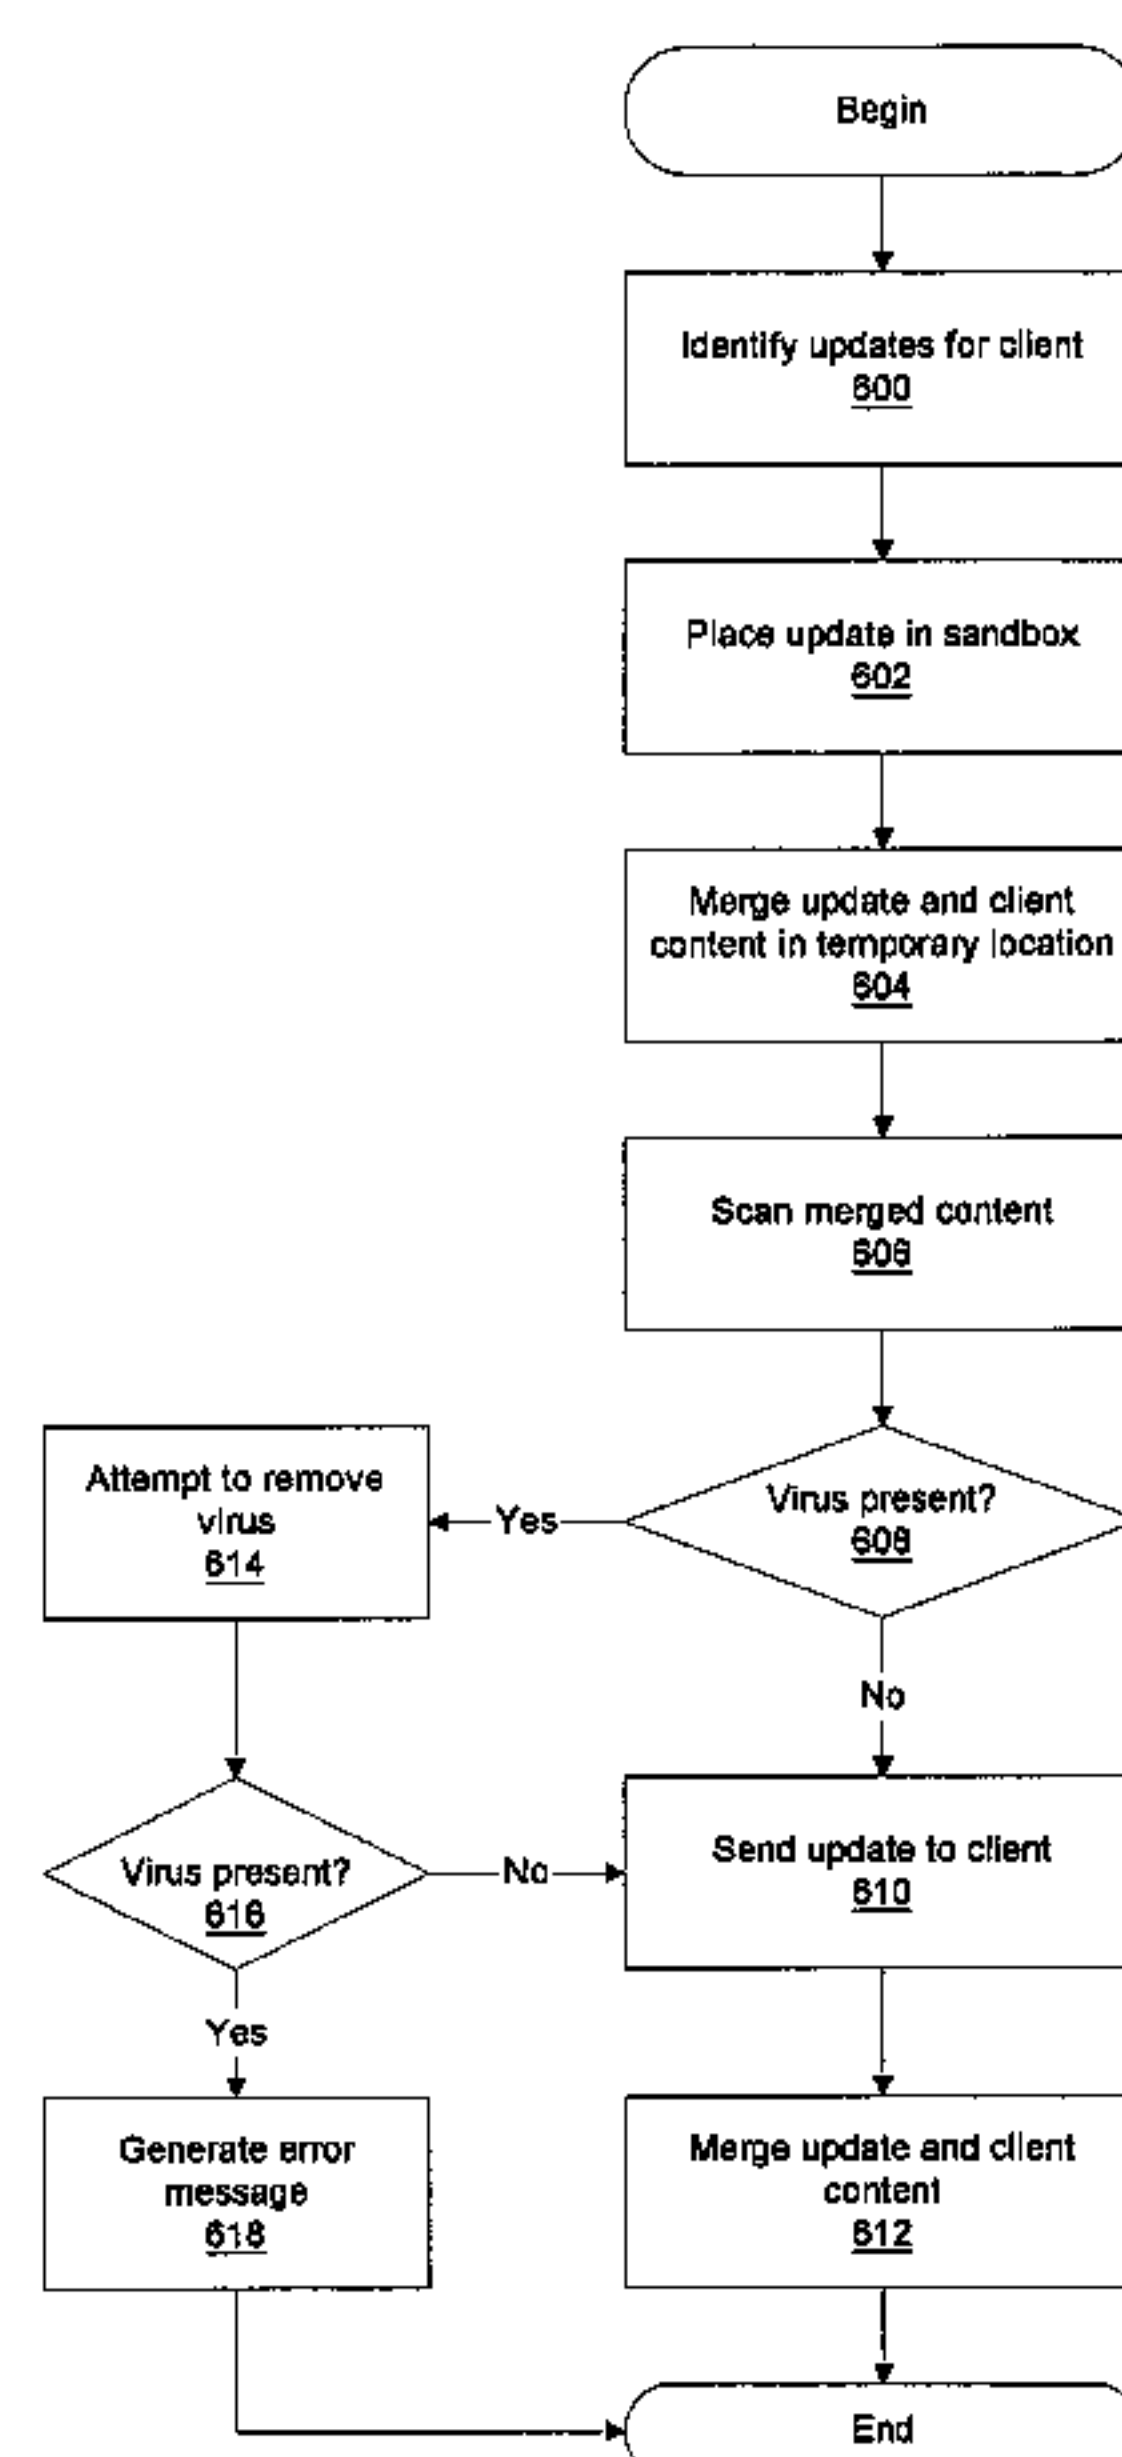 Begin
Identify updates for client
600
Place update in sandbox
602
Merge update and client
content in temporary location
604
Scan merged content
606
Virus present?
608
Yes
Attempt to remove
virus
614
No
Virus present?
616
No
Send update to client
610
Yes
Generate error
message
618
Merge update and client
content
612
End